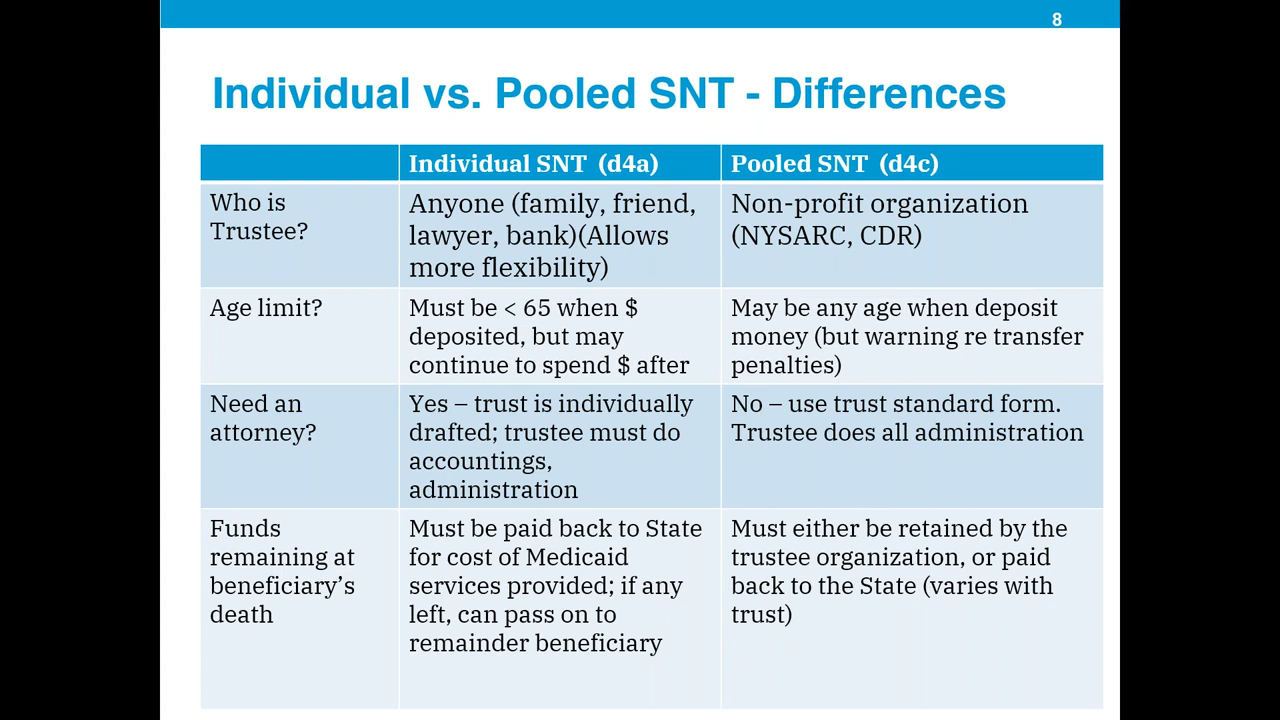 8
Individual vs. Pooled SNT - Differences
Individual SNT (d4a)
Pooled SNT (d4c)
Who is
Trustee?
Anyone (family, friend,
lawyer, bank)(Allows
more flexibility)
Non-profit organization
(NYSARC, CDR)
Age limit?
Must be < 65 when $
deposited, but may
continue to spend $ after
May be any age when deposit
money (but warning re transfer
penalties)
Need an
attorney?
Yes – trust is individually
drafted; trustee must do
accountings,
administration
No – use trust standard form.
Trustee does all administration
Funds
remaining at
beneficiary’s
death
Must be paid back to State
for cost of Medicaid
services provided; if any
left, can pass on to
remainder beneficiary
Must either be retained by the
trustee organization, or paid
back to the State (varies with
trust)